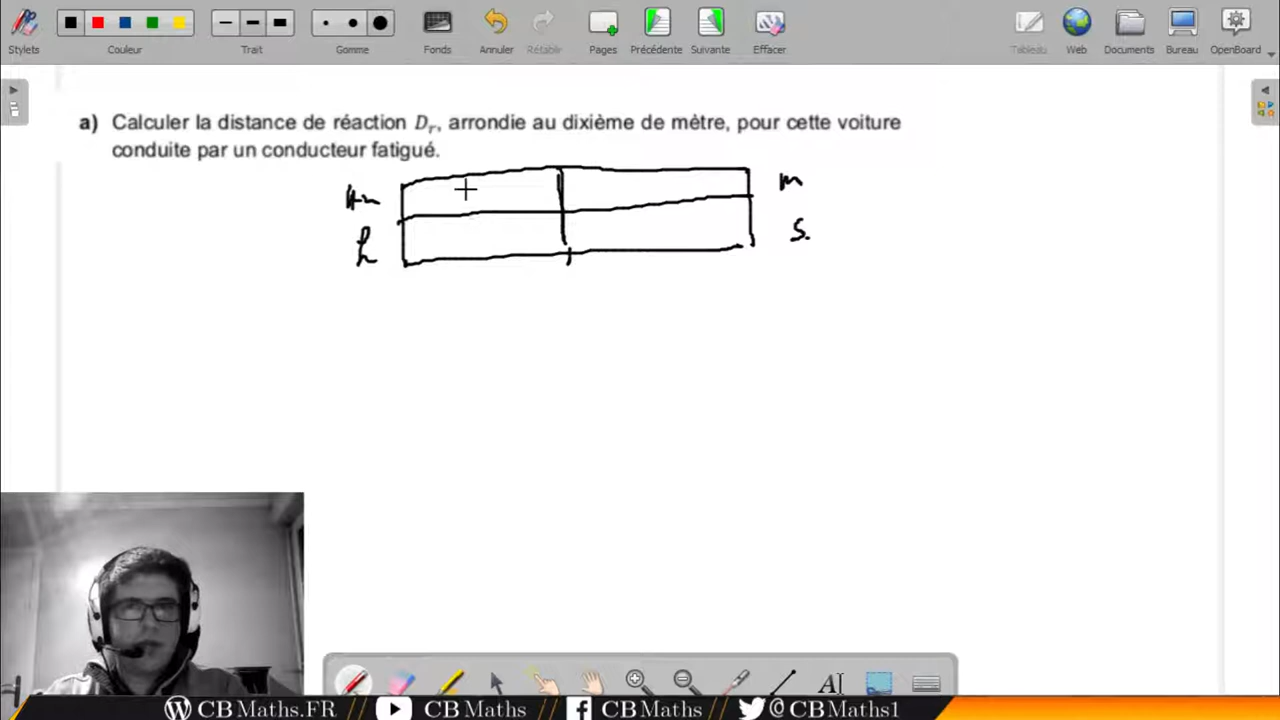 Stylets
Couleur
Trait
Gomme
Fonds
Annuler
Rétablir
Pages
Précédente
Suivante
Effacer
Tableau
Web
Documents
Bureau
OpenBoard
a) Calculer la distance de réaction Dr, arrondie au dixième de mètre, pour cette voiture
conduite par un conducteur fatigué.
km
m
h
s.
CBMaths.FR // CBMaths // CBMaths // @CBMaths1